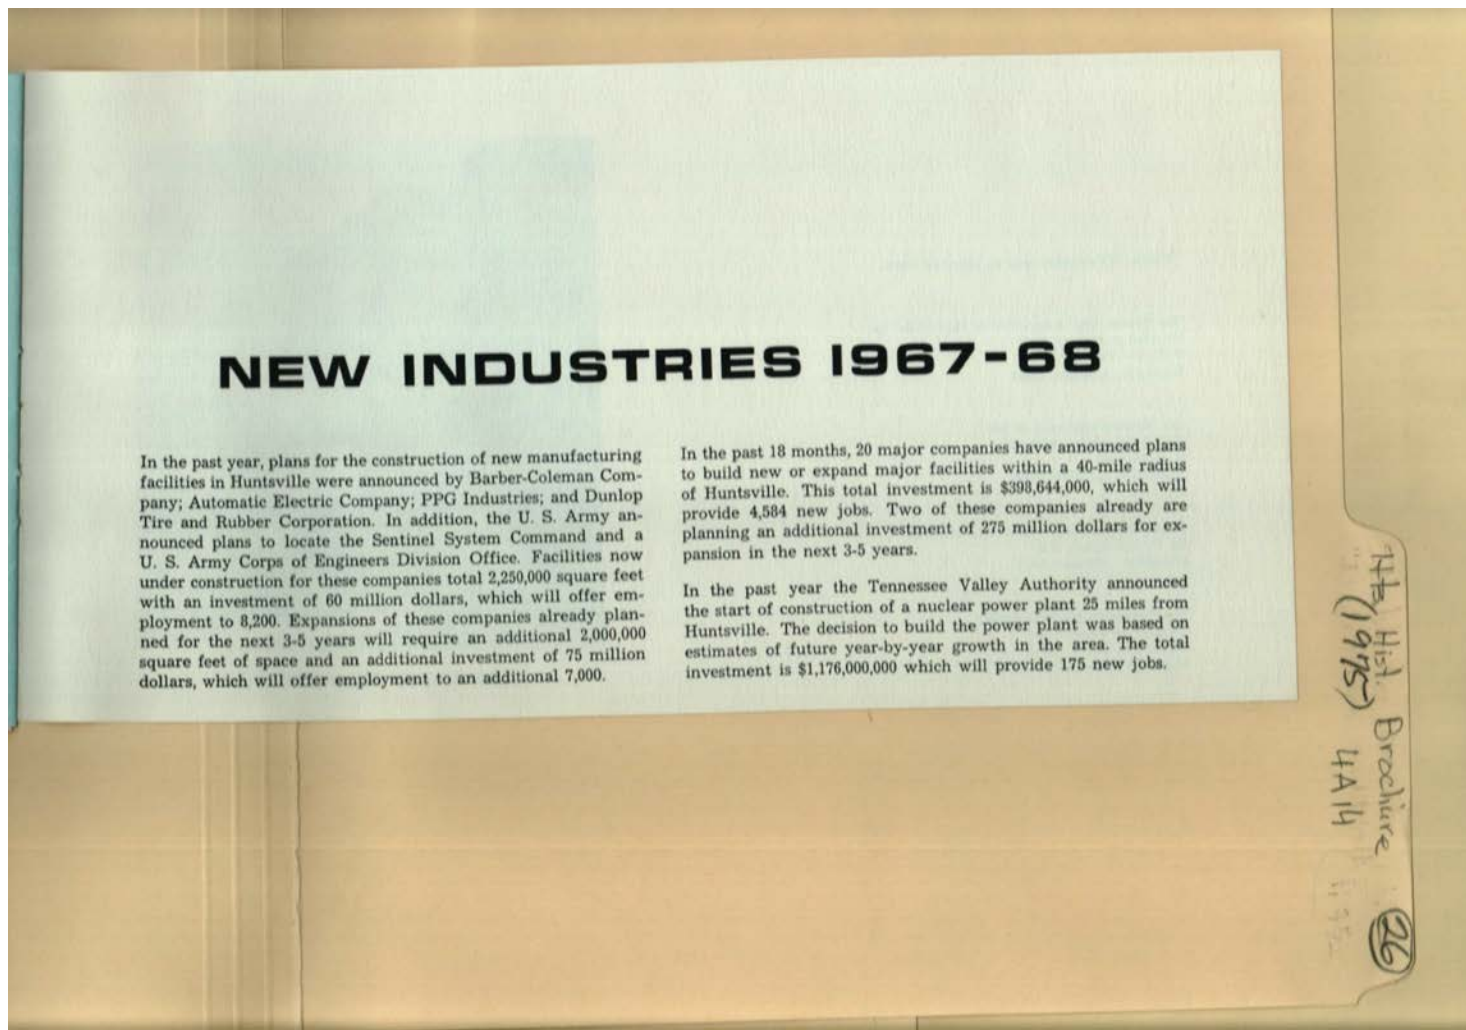 NEW INDUSTRIES 1967-68
In the past year, plans for the construction of new manufacturing
facilities in Huntsville were announced by Barber-Coleman Com-
pany; Automatic Electric Company; PPG Industries; and Dunlop
Tire and Rubber Corporation. In addition, the U. S. Army an-
nounced plans to locate the Sentinel System Command and a
U. S. Army Corps of Engineers Division Office. Facilities now
under construction for these companies total 2,250,000 square feet
with an investment of 60 million dollars, which will offer em-
ployment to 8,200. Expansions of these companies already plan-
ned for the next 3-5 years will require an additional 2,000,000
square feet of space and an additional investment of 75 million
dollars, which will offer employment to an additional 7,000.
In the past 18 months, 20 major companies have announced plans
to build new or expand major facilities within a 40-mile radius
of Huntsville. This total investment is $398,644,000, which will
provide 4,584 new jobs. Two of these companies already are
planning an additional investment of 275 million dollars for ex-
pansion in the next 3-5 years.
In the past year the Tennessee Valley Authority announced
the start of construction of a nuclear power plant 25 miles from
Huntsville. The decision to build the power plant was based on
estimates of future year-by-year growth in the area. The total
investment is $1,176,000,000 which will provide 175 new jobs.
Hist. Brochure 26
(1975) 4A14